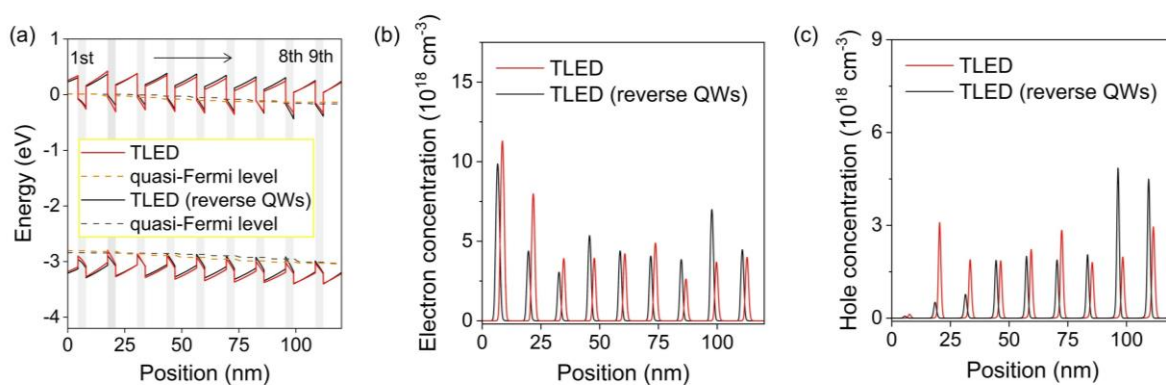 (a)
1st
8th 9th
TLED
quasi-Fermi level
TLED (reverse QWs)
quasi-Fermi level
Energy (eV)
1
0
-1
-2
-3
-4
0
50
100
Position (nm)
(b)
TLED
TLED (reverse QWs)
Electron concentration (10^18 cm^-3)
15
10
5
0
0
25
50
75
100
Position (nm)
(c)
TLED
TLED (reverse QWs)
Hole concentration (10^18 cm^-3)
9
6
3
0
0
25
50
75
100
Position (nm)